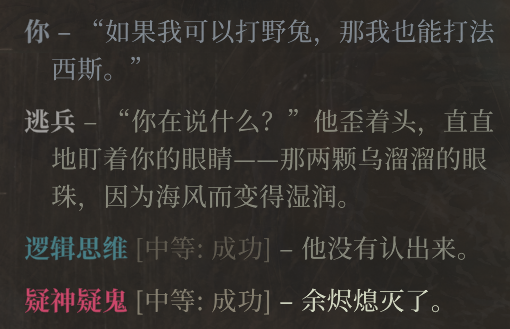 你 – “如果我可以打野兔，那我也能打法
西斯。”
逃兵 – “你在说什么？”他歪着头，直直
地盯着你的眼睛——那两颗乌溜溜的眼
珠，因为海风而变得湿润。
逻辑思维 [中等: 成功] – 他没有认出来。
疑神疑鬼 [中等: 成功] – 余烬熄灭了。